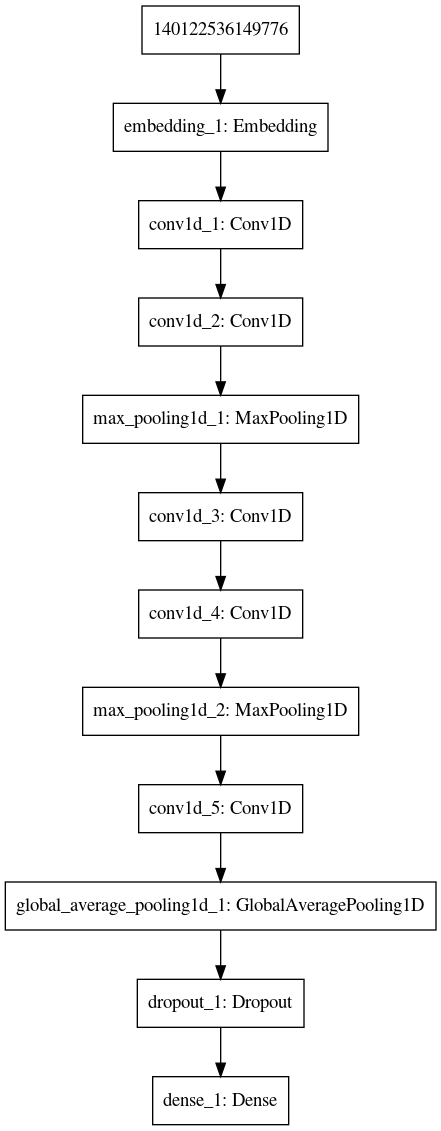 140122536149776
embedding_1: Embedding
conv1d_1: Conv1D
conv1d_2: Conv1D
max_pooling1d_1: MaxPooling1D
conv1d_3: Conv1D
conv1d_4: Conv1D
max_pooling1d_2: MaxPooling1D
conv1d_5: Conv1D
global_average_pooling1d_1: GlobalAveragePooling1D
dropout_1: Dropout
dense_1: Dense